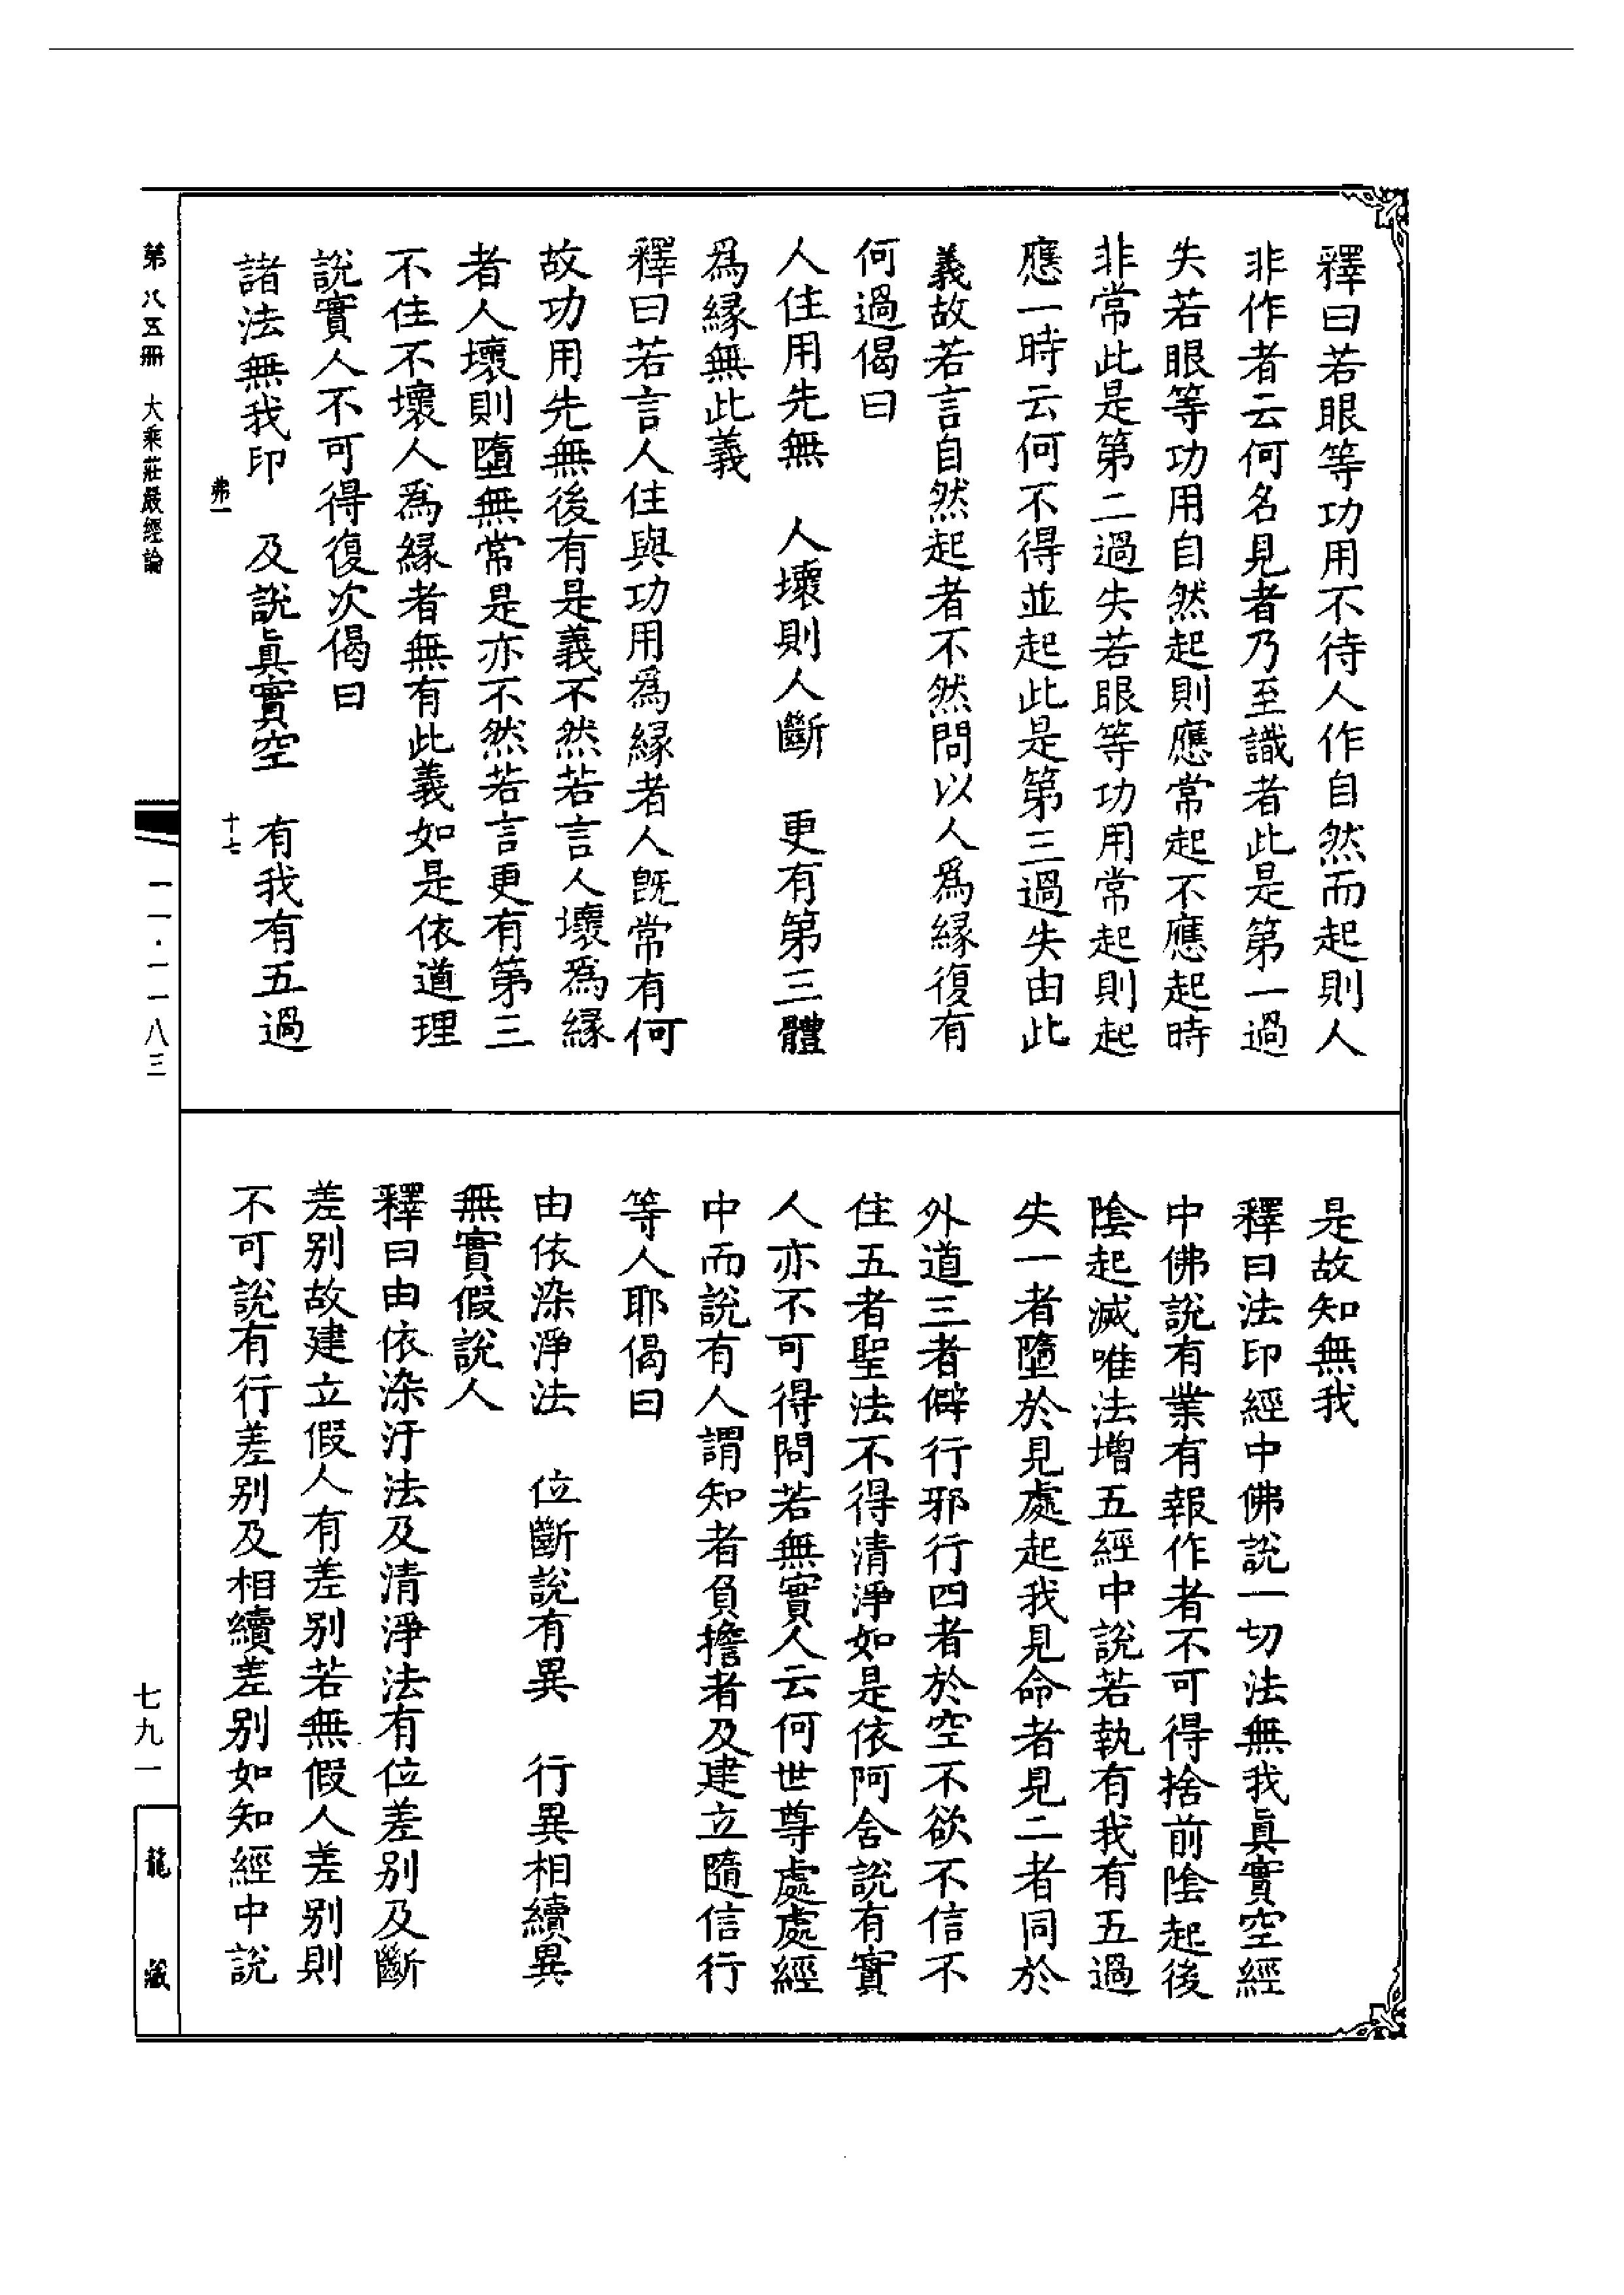 釋曰若眼等功用不待人作自然而起則人
非作者云何名見者乃至識者此是第一過
失若眼等功用自然起則應常起不應起時
非常此是第二過失若眼等功用常起則起
應一時云何不得並起此是第三過失由此
義故若言自然起者不然問以人爲縁復有
何過偈曰
人住用先無　人壞則人斷　更有第三體
爲縁無此義
釋曰若言人住與功用爲縁者人旣常有何
故功用先無後有是義不然若言人壞爲縁
者人壞則墮無常是亦不然若言更有第三
不住不壞人爲縁者無有此義如是依道理
說實人不可得復次偈曰
諸法無我印　及說眞實空　有我有五過
弗一　十七
是故知無我
釋曰法印經中佛說一切法無我眞實空經
中佛說有業有報作者不可得捨前陰起後
陰起滅唯法增五經中說若執有我有五過
失一者墮於見處起我見命者見二者同於
外道三者僻行邪行四者於空不欲不信不
住五者聖法不得清淨如是依阿含說有實
人亦不可得問若無實人云何世尊處處經
中而說有人謂知者負擔者及建立隨信行
等人耶偈曰
由依染淨法　位斷說有異　行異相續異
無實假說人
釋曰由依染汙法及清淨法有位差别及斷
差别故建立假人有差别若無假人差别則
不可說有行差别及相續差别如知經中說
第八五册　大乘莊嚴經論　一一·一一八三　七九一　龍藏